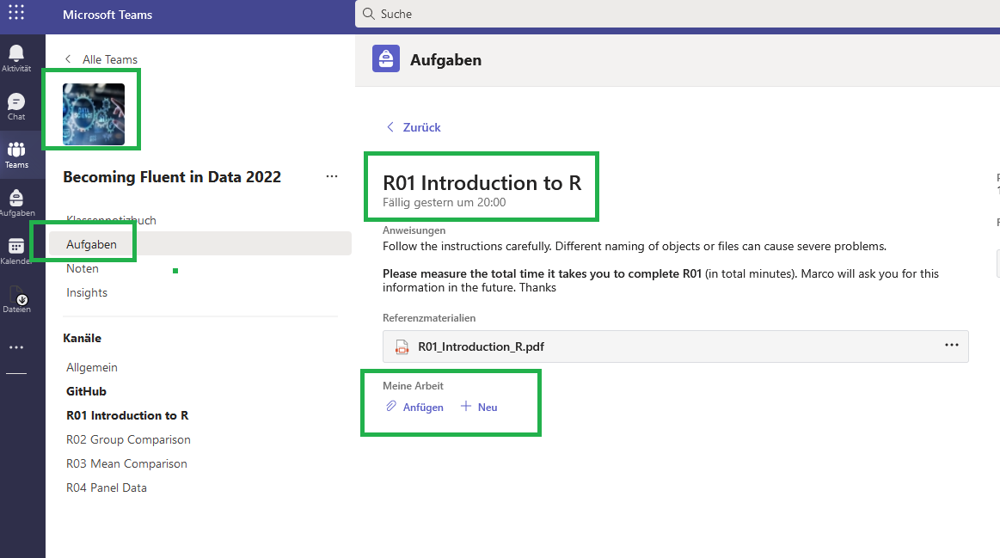 Microsoft Teams
Suche
Aktivität
Chat
Teams
Aufgaben
Kalender
Dateien
Alle Teams
DATA SCIENCE
Becoming Fluent in Data 2022
Klassennotizbuch
Aufgaben
Noten
Insights
Kanäle
Allgemein
GitHub
R01 Introduction to R
R02 Group Comparison
R03 Mean Comparison
R04 Panel Data
Aufgaben
Zurück
R01 Introduction to R
Fällig gestern um 20:00
Anweisungen
Follow the instructions carefully. Different naming of objects or files can cause severe problems.
Please measure the total time it takes you to complete R01 (in total minutes). Marco will ask you for this
information in the future. Thanks
Referenzmaterialien
R01_Introduction_R.pdf
Meine Arbeit
Anfügen
Neu